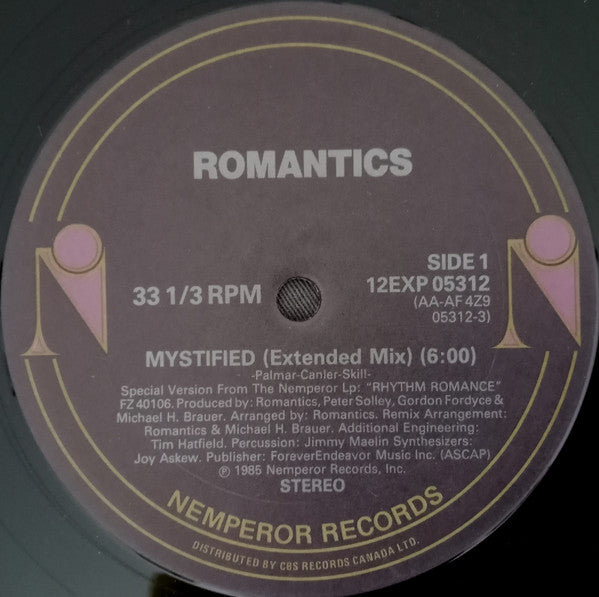 ROMANTICS
SIDE 1
33 1/3 RPM
12EXP 05312
(AA-AF 4Z9
05312-3)
MYSTIFIED (Extended Mix) (6:00)
-Palmar-Canler-Skill-
Special Version From The Nemperor Lp: "RHYTHM ROMANCE"
FZ 40106. Produced by: Romantics, Peter Solley, Gordon Fordyce &
Michael H. Brauer. Arranged by: Romantics. Remix Arrangement:
Romantics & Michael H. Brauer. Additional Engineering:
Tim Hatfield. Percussion: Jimmy Maelin Synthesizers:
Joy Askew. Publisher: ForeverEndeavor Music Inc. (ASCAP)
℗ 1985 Nemperor Records, Inc.
STEREO
NEMPEROR RECORDS
DISTRIBUTED BY CBS RECORDS CANADA LTD.